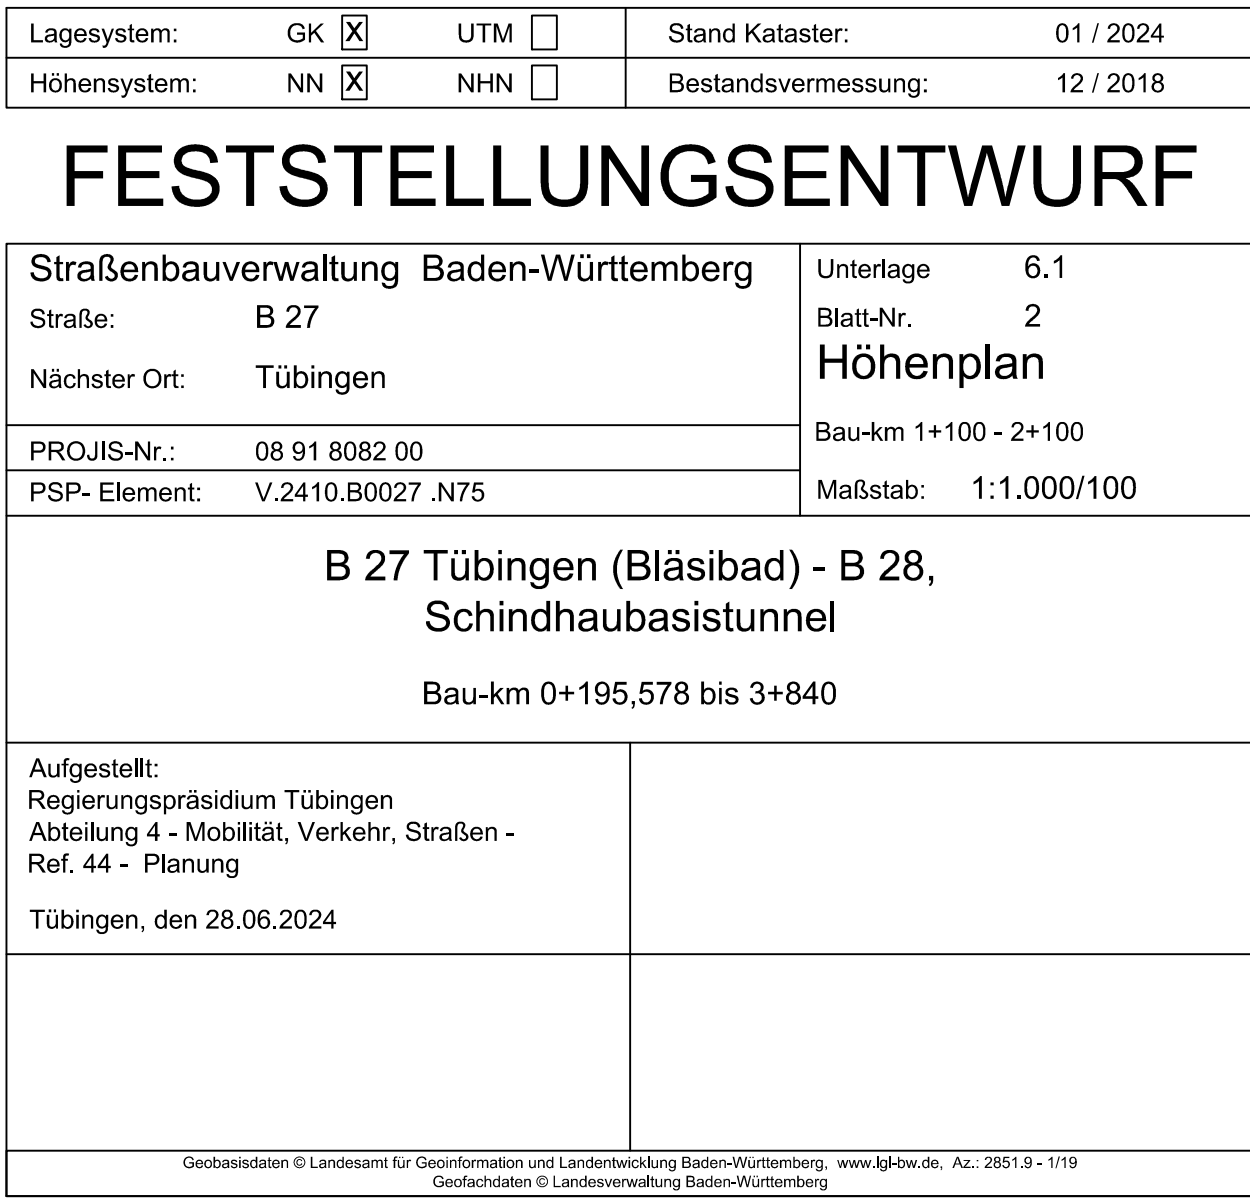 Lagesystem: GK X UTM Stand Kataster: 01 / 2024
Höhensystem: NN X NHN Bestandsvermessung: 12 / 2018
FESTSTELLUNGSENTWURF
Straßenbauverwaltung Baden-Württemberg
Straße: B 27
Nächster Ort: Tübingen
PROJIS-Nr.: 08 91 8082 00
PSP- Element: V.2410.B0027 .N75
Unterlage 6.1
Blatt-Nr. 2
Höhenplan
Bau-km 1+100 - 2+100
Maßstab: 1:1.000/100
B 27 Tübingen (Bläsibad) - B 28,
Schindhaubasistunnel
Bau-km 0+195,578 bis 3+840
Aufgestellt:
Regierungspräsidium Tübingen
Abteilung 4 - Mobilität, Verkehr, Straßen -
Ref. 44 - Planung
Tübingen, den 28.06.2024
Geobasisdaten © Landesamt für Geoinformation und Landentwicklung Baden-Württemberg, www.lgl-bw.de, Az.: 2851.9 - 1/19
Geofachdaten © Landesverwaltung Baden-Württemberg